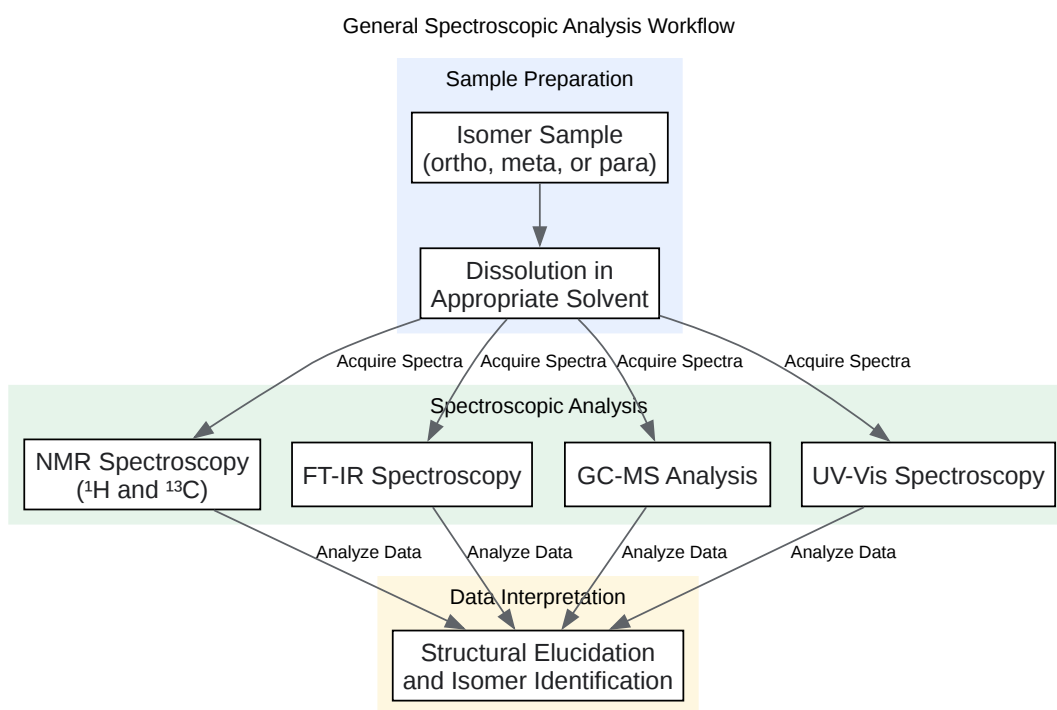 General Spectroscopic Analysis Workflow
Sample Preparation
Isomer Sample
(ortho, meta, or para)
Dissolution in
Appropriate Solvent
Acquire Spectra
Acquire Spectra
Acquire Spectra
Acquire Spectra
Spectroscopic Analysis
NMR Spectroscopy
(¹H and ¹³C)
FT-IR Spectroscopy
GC-MS Analysis
UV-Vis Spectroscopy
Analyze Data
Analyze Data
Analyze Data
Analyze Data
Data Interpretation
Structural Elucidation
and Isomer Identification